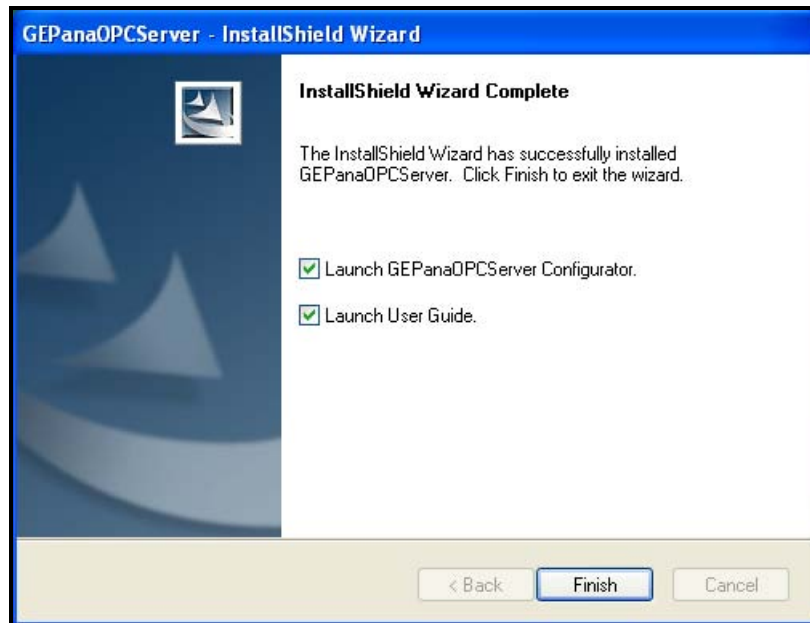 GEPanaOPCServer - InstallShield Wizard
InstallShield Wizard Complete
The InstallShield Wizard has successfully installed
GEPanaOPCServer. Click Finish to exit the wizard.
Launch GEPanaOPCServer Configurator.
Launch User Guide.
< Back Finish Cancel